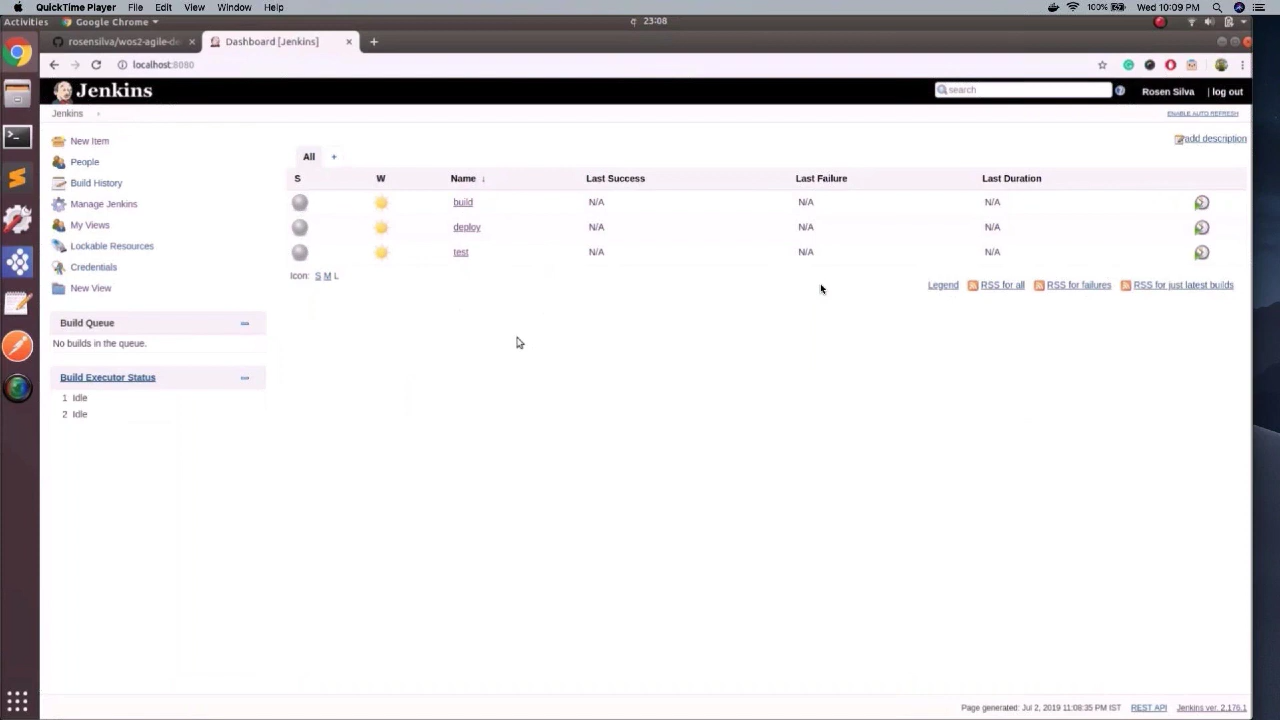 QuickTime Player File Edit View Window Help 100% Wed 10:09 PM
Activities Google Chrome 23:08
rosensilva/wos2-agile-de Dashboard [Jenkins]
localhost:8080
Jenkins search Rosen Silva | log out
Jenkins ENABLE AUTO REFRESH
New Item
People
Build History
Manage Jenkins
My Views
Lockable Resources
Credentials
New View
Build Queue
No builds in the queue.
Build Executor Status
1 Idle
2 Idle
add description
All +
S W Name ↓ Last Success Last Failure Last Duration
build N/A N/A N/A
deploy N/A N/A N/A
test N/A N/A N/A
Icon: S M L
Legend RSS for all RSS for failures RSS for just latest builds
Page generated: Jul 2, 2019 11:08:35 PM IST REST API Jenkins ver. 2.176.1